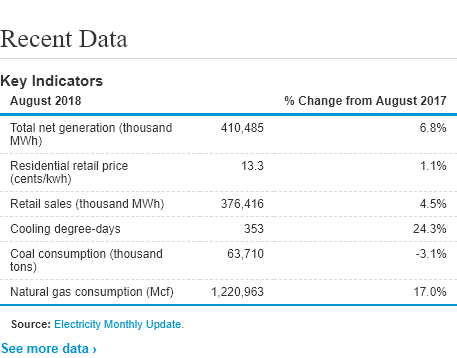 Recent Data
Key Indicators
August 2018 % Change from August 2017
Total net generation (thousand MWh) 410,485 6.8%
Residential retail price (cents/kwh) 13.3 1.1%
Retail sales (thousand MWh) 376,416 4.5%
Cooling degree-days 353 24.3%
Coal consumption (thousand tons) 63,710 -3.1%
Natural gas consumption (Mcf) 1,220,963 17.0%
Source: Electricity Monthly Update.
See more data ›